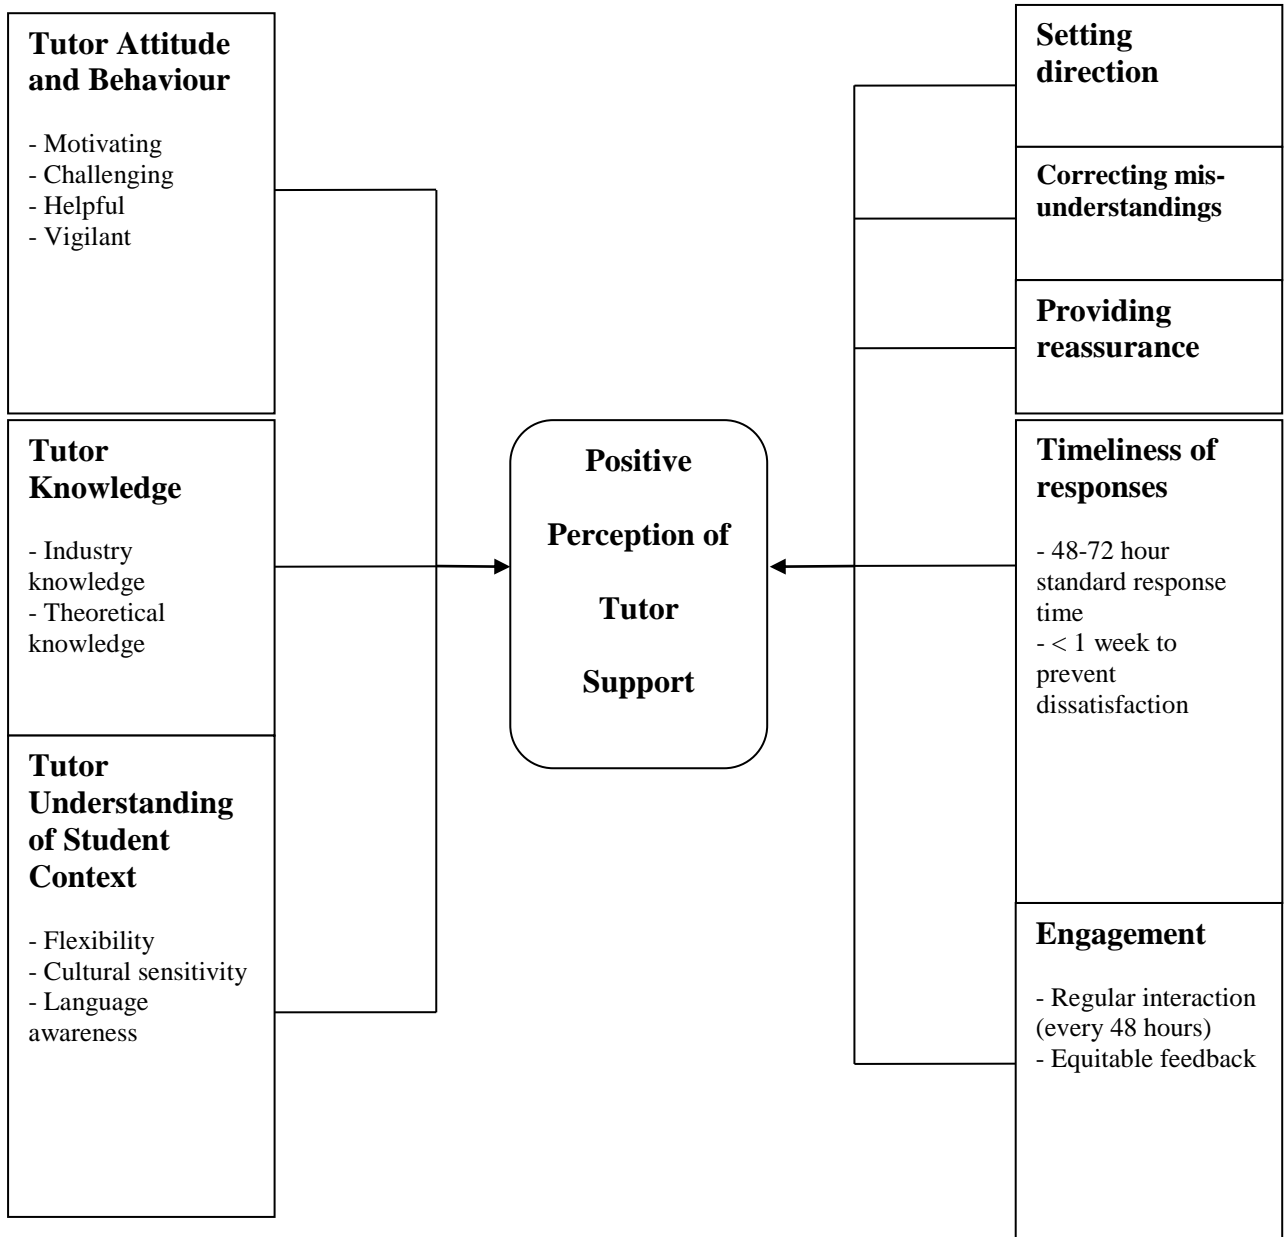 Tutor Attitude
and Behaviour
- Motivating
- Challenging
- Helpful
- Vigilant
Tutor
Knowledge
- Industry
knowledge
- Theoretical
knowledge
Tutor
Understanding
of Student
Context
- Flexibility
- Cultural sensitivity
- Language
awareness
Positive
Perception of
Tutor
Support
Setting
direction
Correcting mis-
understandings
Providing
reassurance
Timeliness of
responses
- 48-72 hour
standard response
time
- < 1 week to
prevent
dissatisfaction
Engagement
- Regular interaction
(every 48 hours)
- Equitable feedback